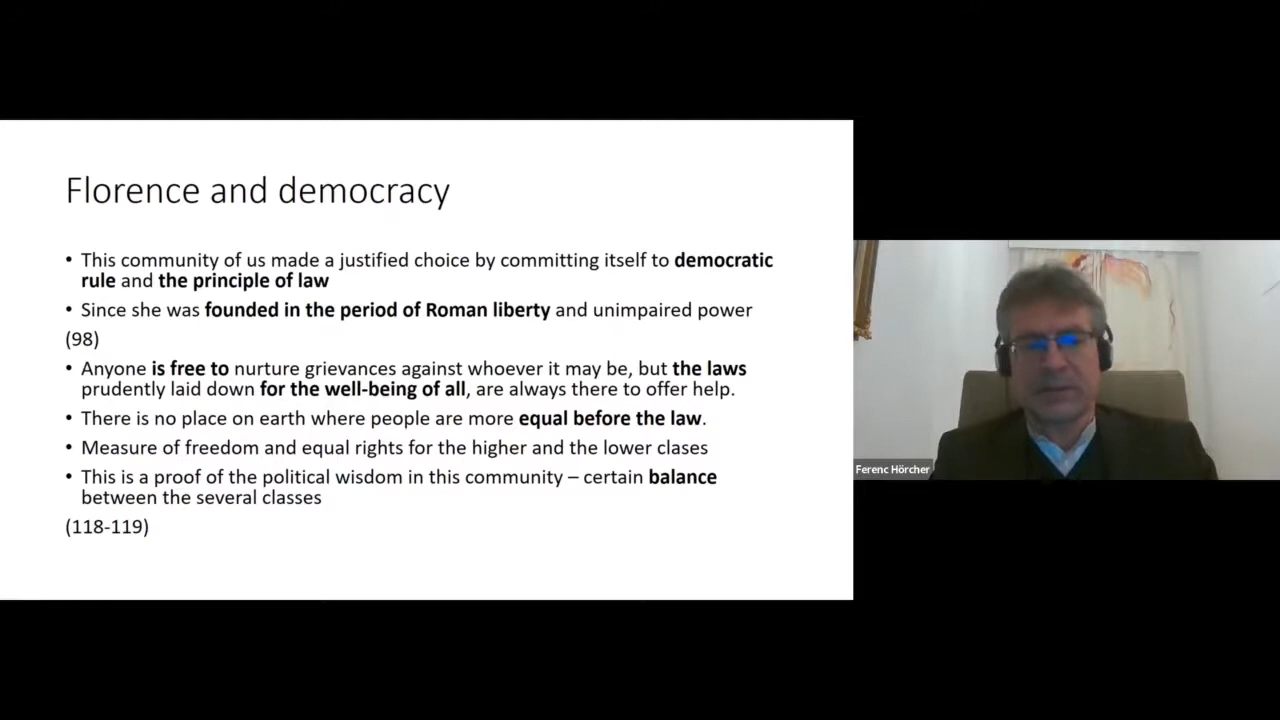 Florence and democracy
• This community of us made a justified choice by committing itself to democratic
rule and the principle of law
• Since she was founded in the period of Roman liberty and unimpaired power
(98)
• Anyone is free to nurture grievances against whoever it may be, but the laws
prudently laid down for the well-being of all, are always there to offer help.
• There is no place on earth where people are more equal before the law.
• Measure of freedom and equal rights for the higher and the lower clases
• This is a proof of the political wisdom in this community – certain balance
between the several classes
(118-119)
Ferenc Hörcher